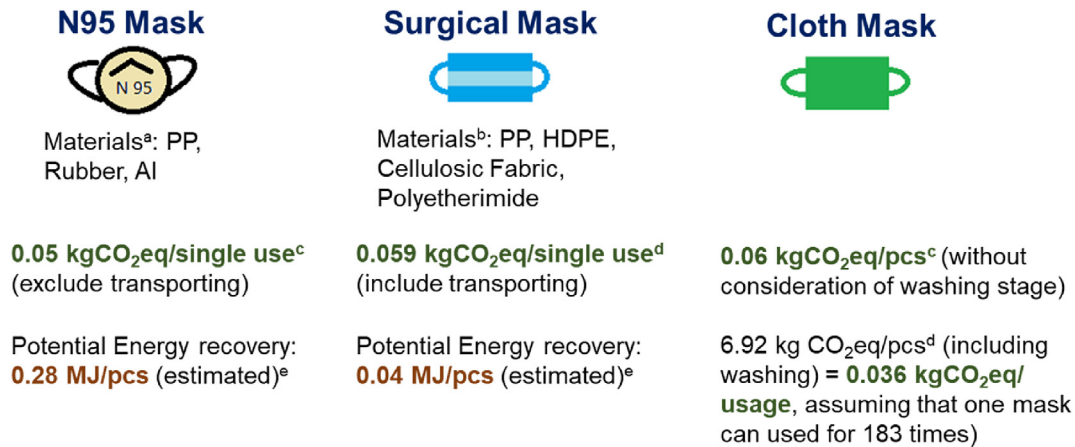 N95 Mask
N 95
Materialsᵃ: PP,
Rubber, Al
0.05 kgCO₂eq/single useᶜ
(exclude transporting)
Potential Energy recovery:
0.28 MJ/pcs (estimated)ᵉ
Surgical Mask
Materialsᵇ: PP, HDPE,
Cellulosic Fabric,
Polyetherimide
0.059 kgCO₂eq/single useᵈ
(include transporting)
Potential Energy recovery:
0.04 MJ/pcs (estimated)ᵉ
Cloth Mask
0.06 kgCO₂eq/pcsᶜ (without
consideration of washing stage)
6.92 kg CO₂eq/pcsᵈ (including
washing) = 0.036 kgCO₂eq/
usage, assuming that one mask
can used for 183 times)